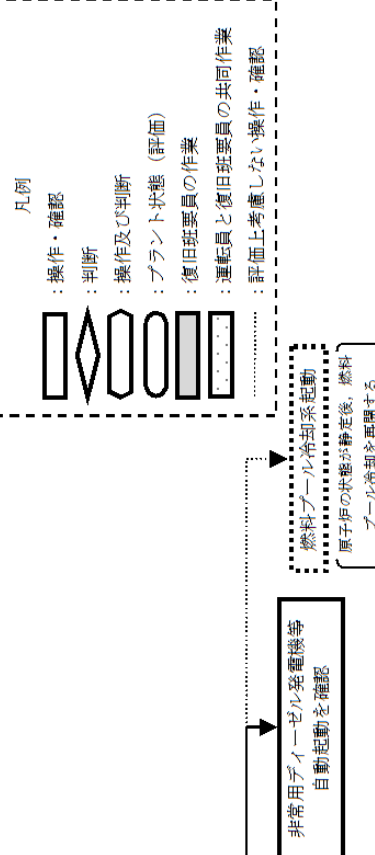 凡例
：操作・確認
：判断
：操作及び判断
：プラント状態（評価）
：復旧班要員の作業
：運転員と復旧班要員の共同作業
：評価上考慮しない操作・確認
燃料プール冷却系起動
原子炉の状態が静定後，燃料
プール冷却を再開する
非常用ディーゼル発電機等
自動起動を確認